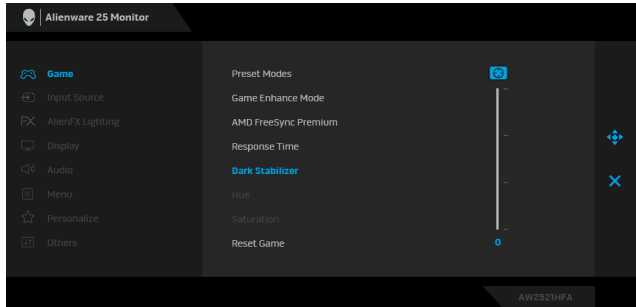 Alienware 25 Monitor
Game
Input Source
AlienFX Lighting
Display
Audio
Menu
Personalize
Others
Preset Modes
Game Enhance Mode
AMD FreeSync Premium
Response Time
Dark Stabilizer
Hue
Saturation
Reset Game
0
AW2521HFA